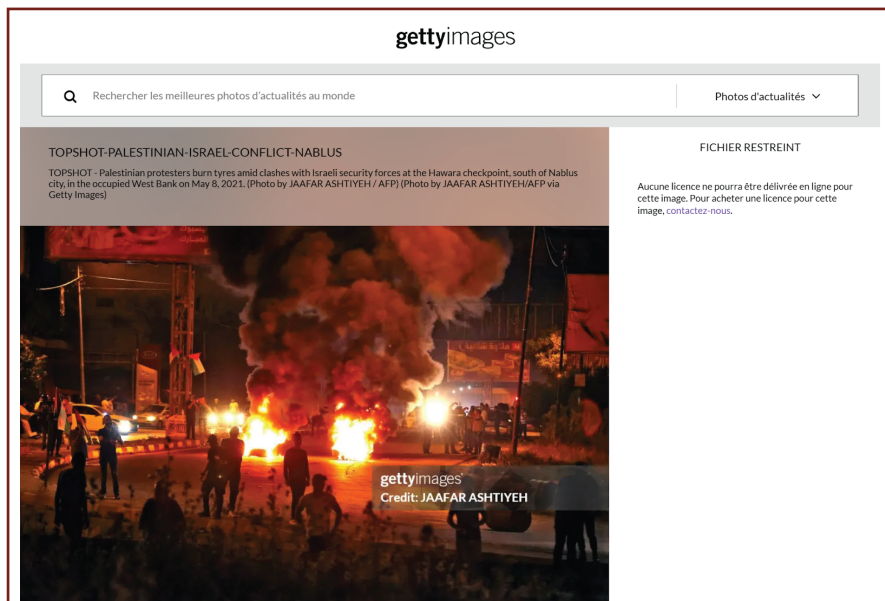 gettyimages
Rechercher les meilleures photos d'actualités au monde
Photos d'actualités
TOPSHOT-PALESTINIAN-ISRAEL-CONFLICT-NABLUS
TOPSHOT - Palestinian protesters burn tyres amid clashes with Israeli security forces at the Hawara checkpoint, south of Nablus
city, in the occupied West Bank on May 8, 2021. (Photo by JAAFAR ASHTIYEH / AFP) (Photo by JAAFAR ASHTIYEH/AFP via
Getty Images)
FICHIER RESTREINT
Aucune licence ne pourra être délivrée en ligne pour
cette image. Pour acheter une licence pour cette
image, contactez-nous.
gettyimages
Credit: JAAFAR ASHTIYEH